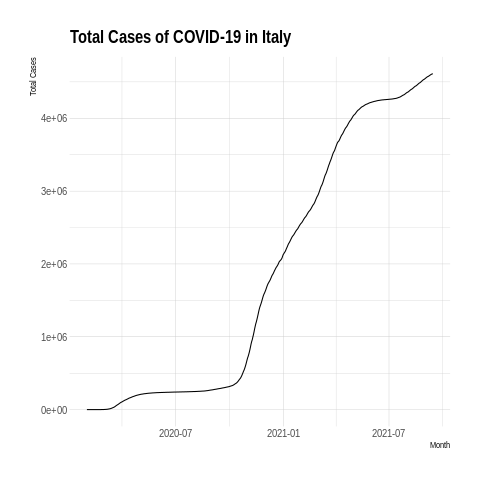 Total Cases of COVID-19 in Italy
Total Cases
4e+06
3e+06
2e+06
1e+06
0e+00
2020-07 2021-01 2021-07
Month